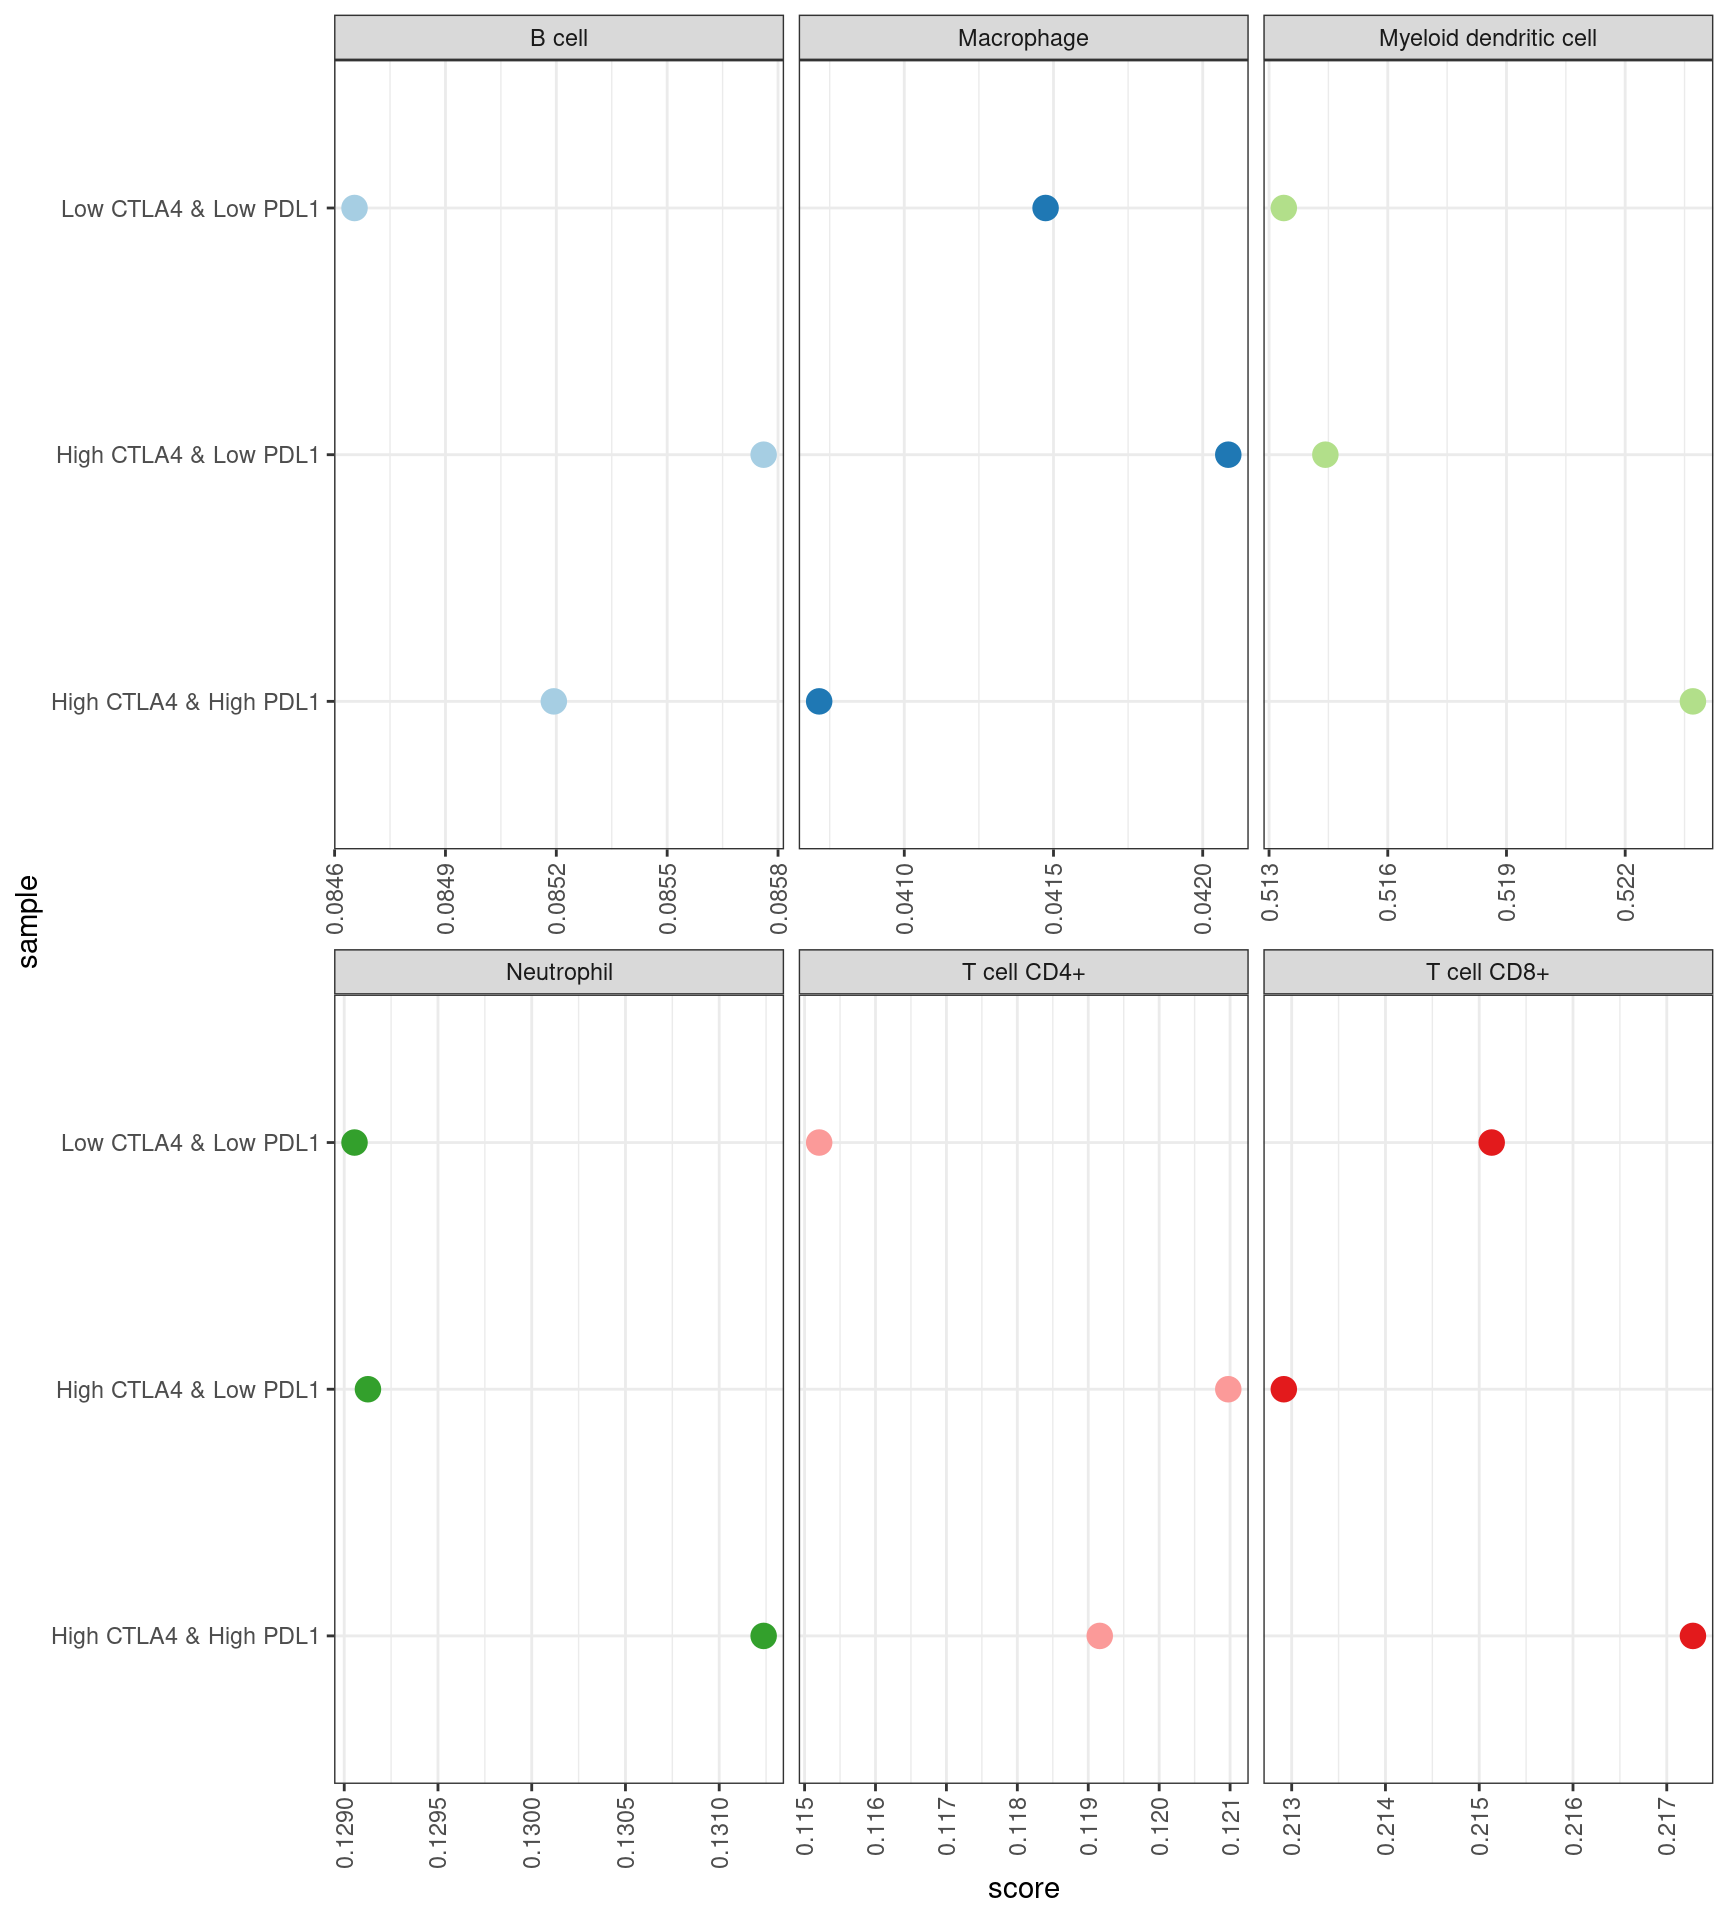 B cell
Macrophage
Myeloid dendritic cell
Low CTLA4 & Low PDL1
High CTLA4 & Low PDL1
High CTLA4 & High PDL1
0.0846 0.0849 0.0852 0.0855 0.0858
0.0410 0.0415 0.0420
0.513 0.516 0.519 0.522
sample
Neutrophil
T cell CD4+
T cell CD8+
Low CTLA4 & Low PDL1
High CTLA4 & Low PDL1
High CTLA4 & High PDL1
0.1290 0.1295 0.1300 0.1305 0.1310
0.115 0.116 0.117 0.118 0.119 0.120 0.121
0.213 0.214 0.215 0.216 0.217
score